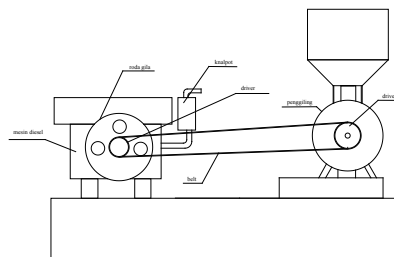 roda gila
knalpot
driver
penggiling
drive
mesin diesel
belt